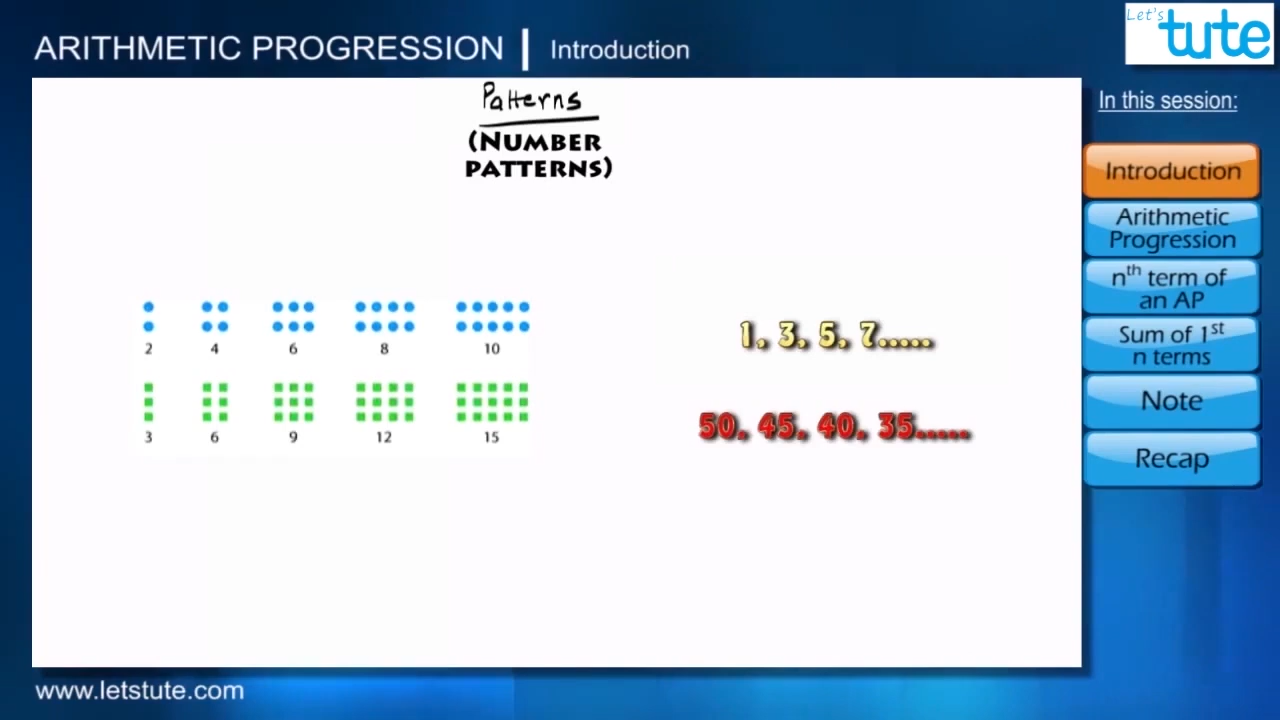 ARITHMETIC PROGRESSION | Introduction
Let's
tute
In this session:
Patterns
(NUMBER
PATTERNS)
2 4 6 8 10
3 6 9 12 15
1, 3, 5, 7.....
50, 45, 40, 35.....
Introduction
Arithmetic
Progression
nth term of
an AP
Sum of 1st
n terms
Note
Recap
www.letstute.com